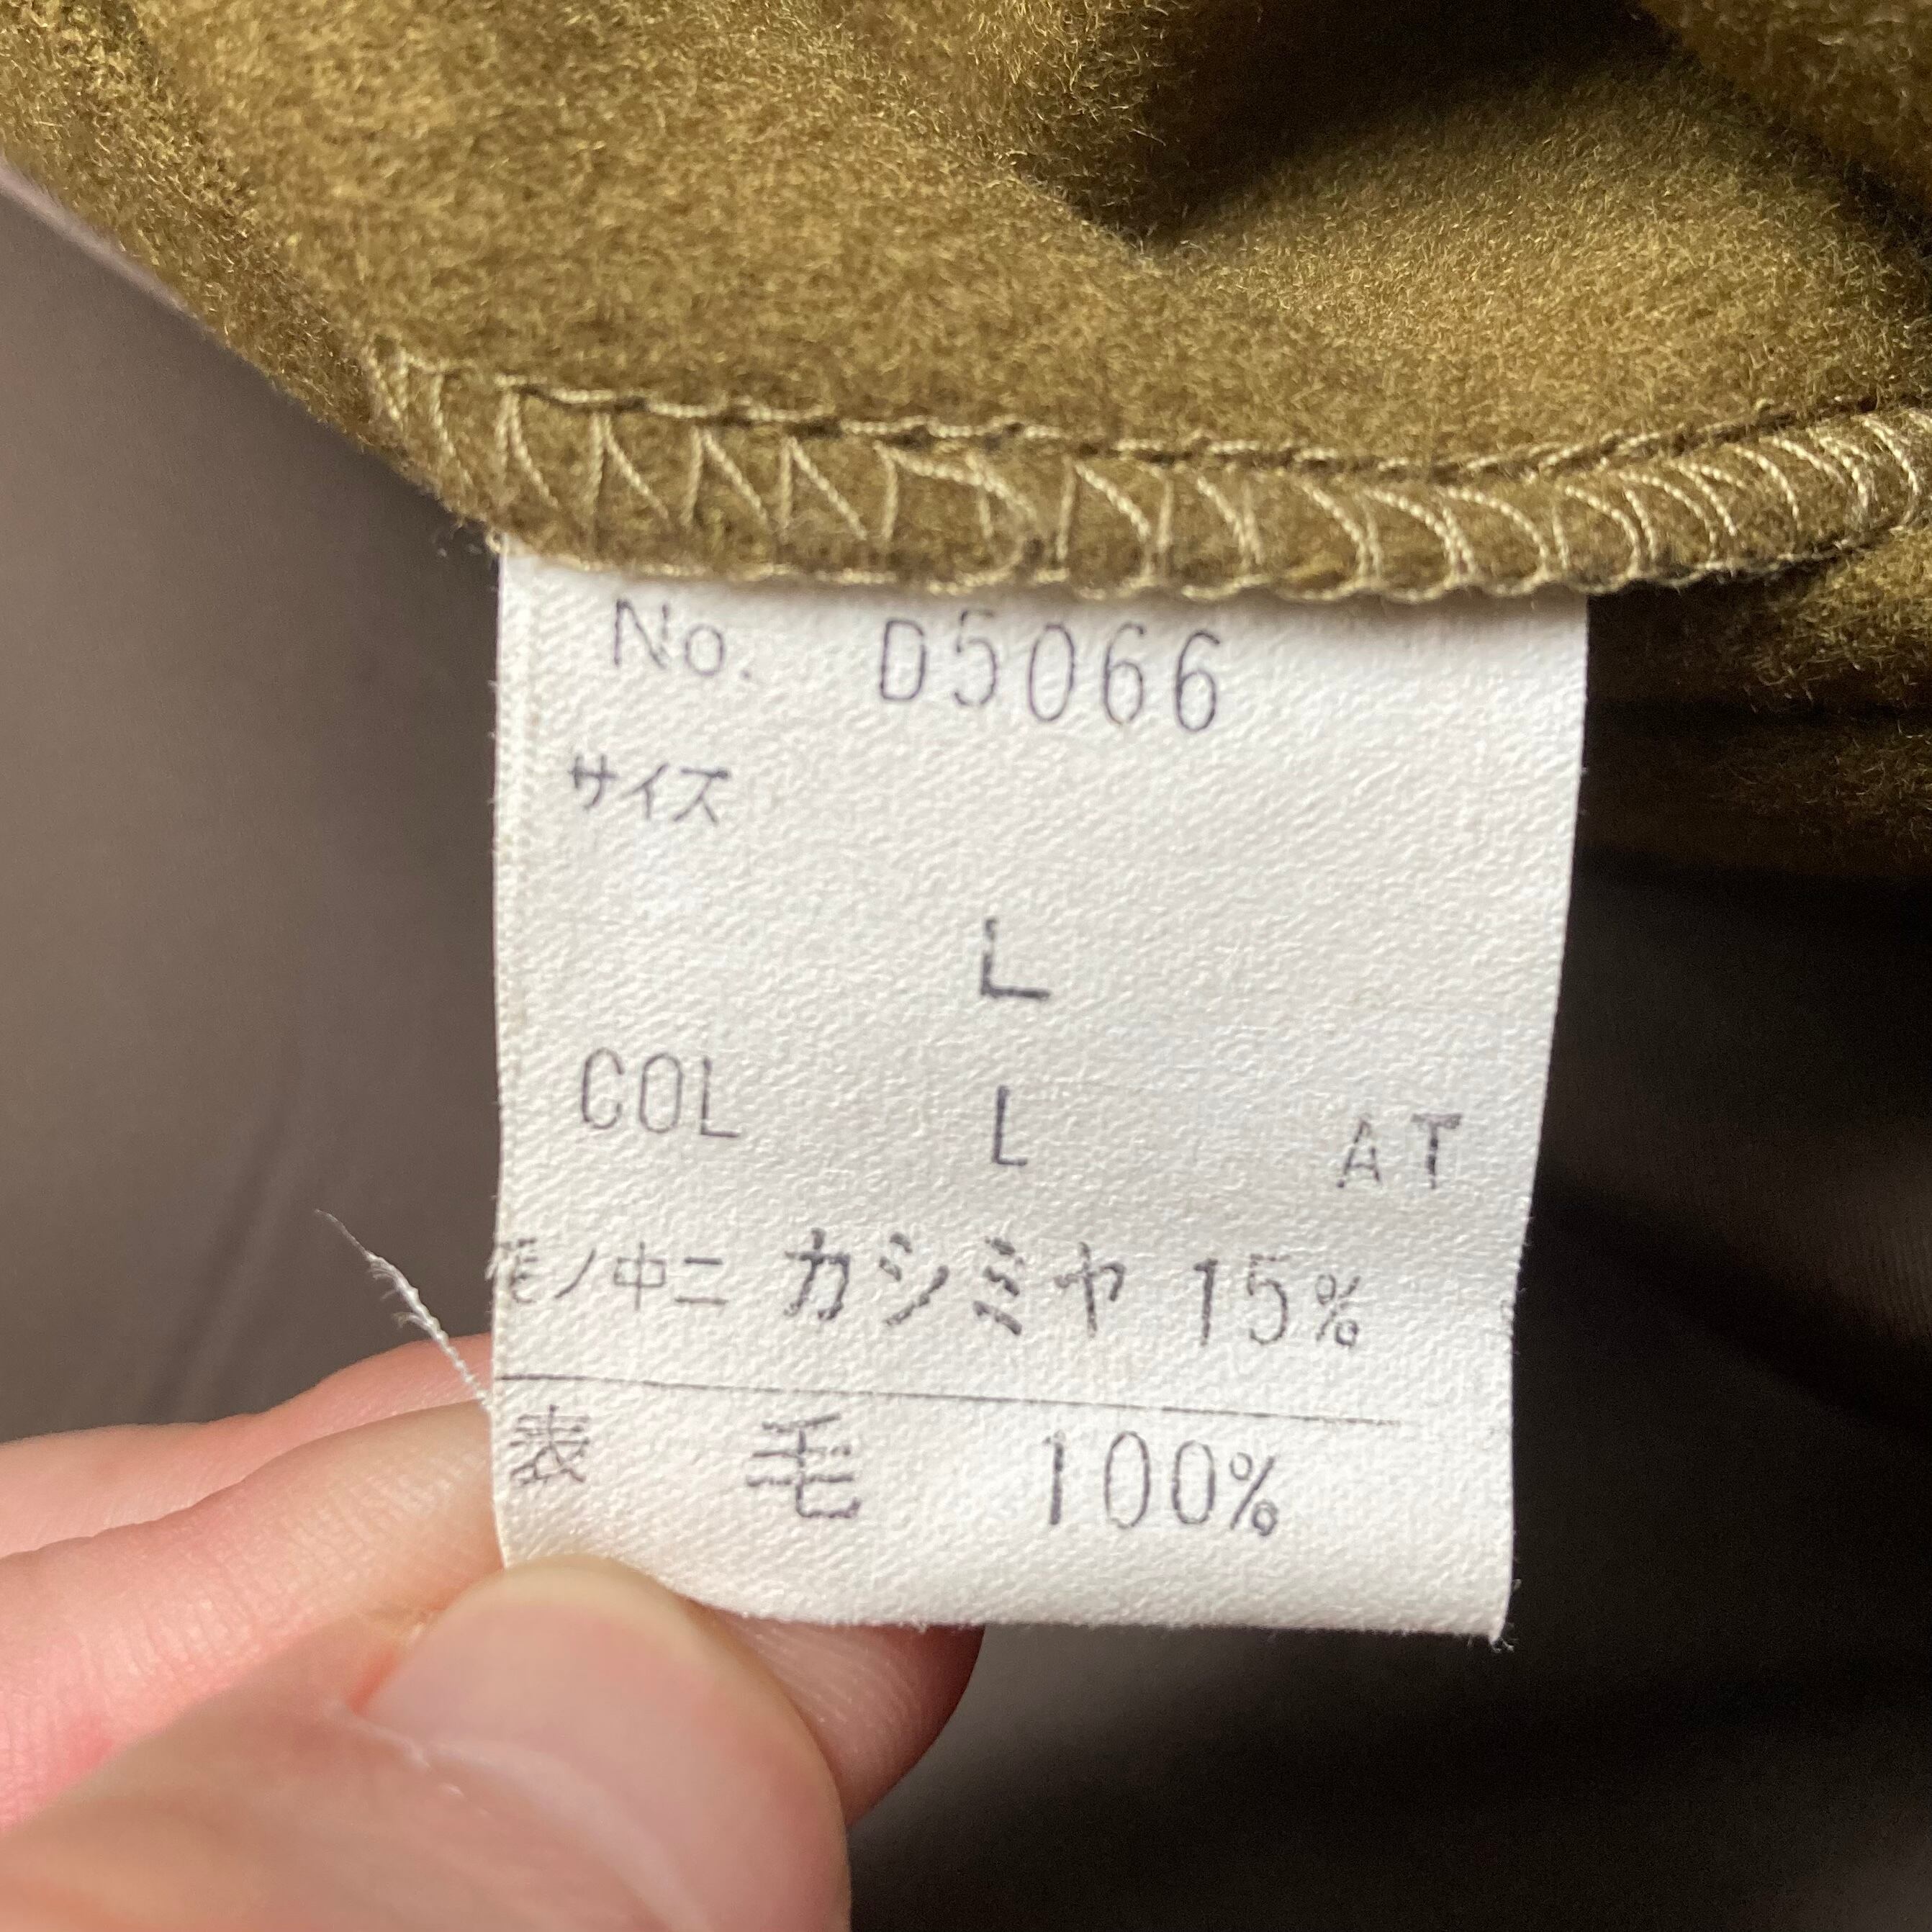 No. D5066
サイズ
L
COL L AT
毛ノ中ニ カシミヤ 15%
表 毛 100%